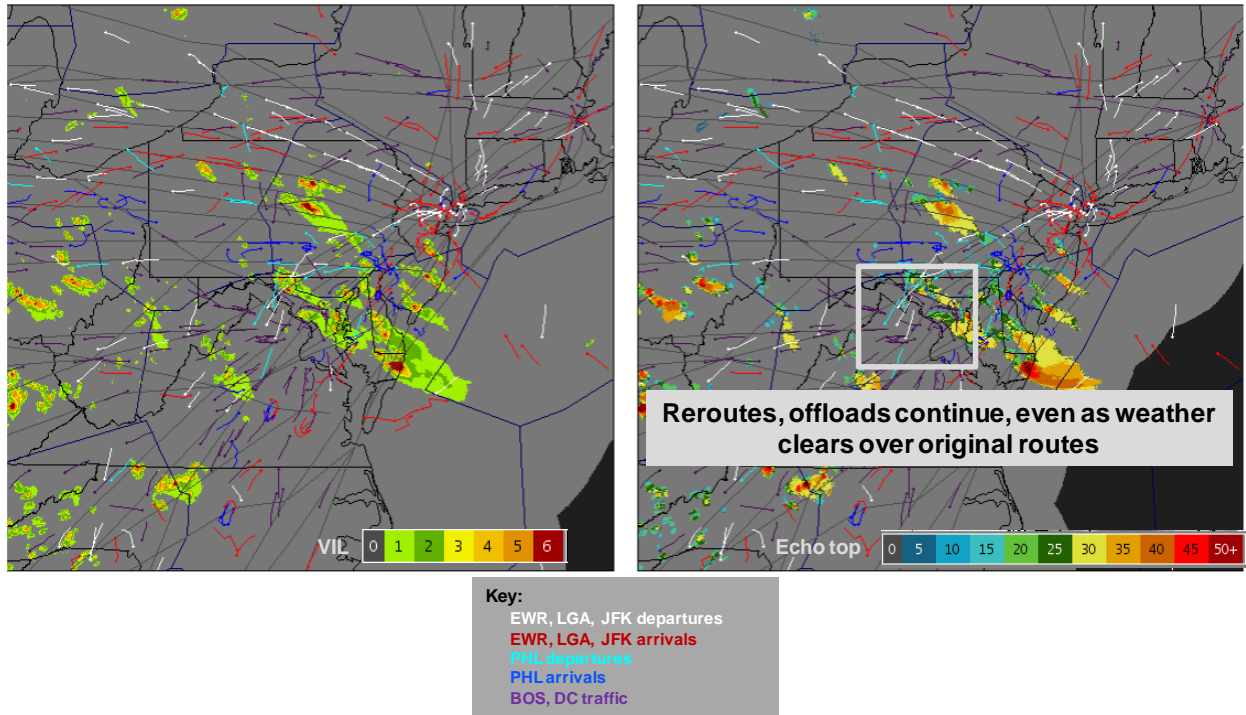 Reroutes, offloads continue, even as weather
clears over original routes
VIL 0 1 2 3 4 5 6
Echo top 0 5 10 15 20 25 30 35 40 45 50+
Key:
EWR, LGA, JFK departures
EWR, LGA, JFK arrivals
PHL departures
PHL arrivals
BOS, DC traffic